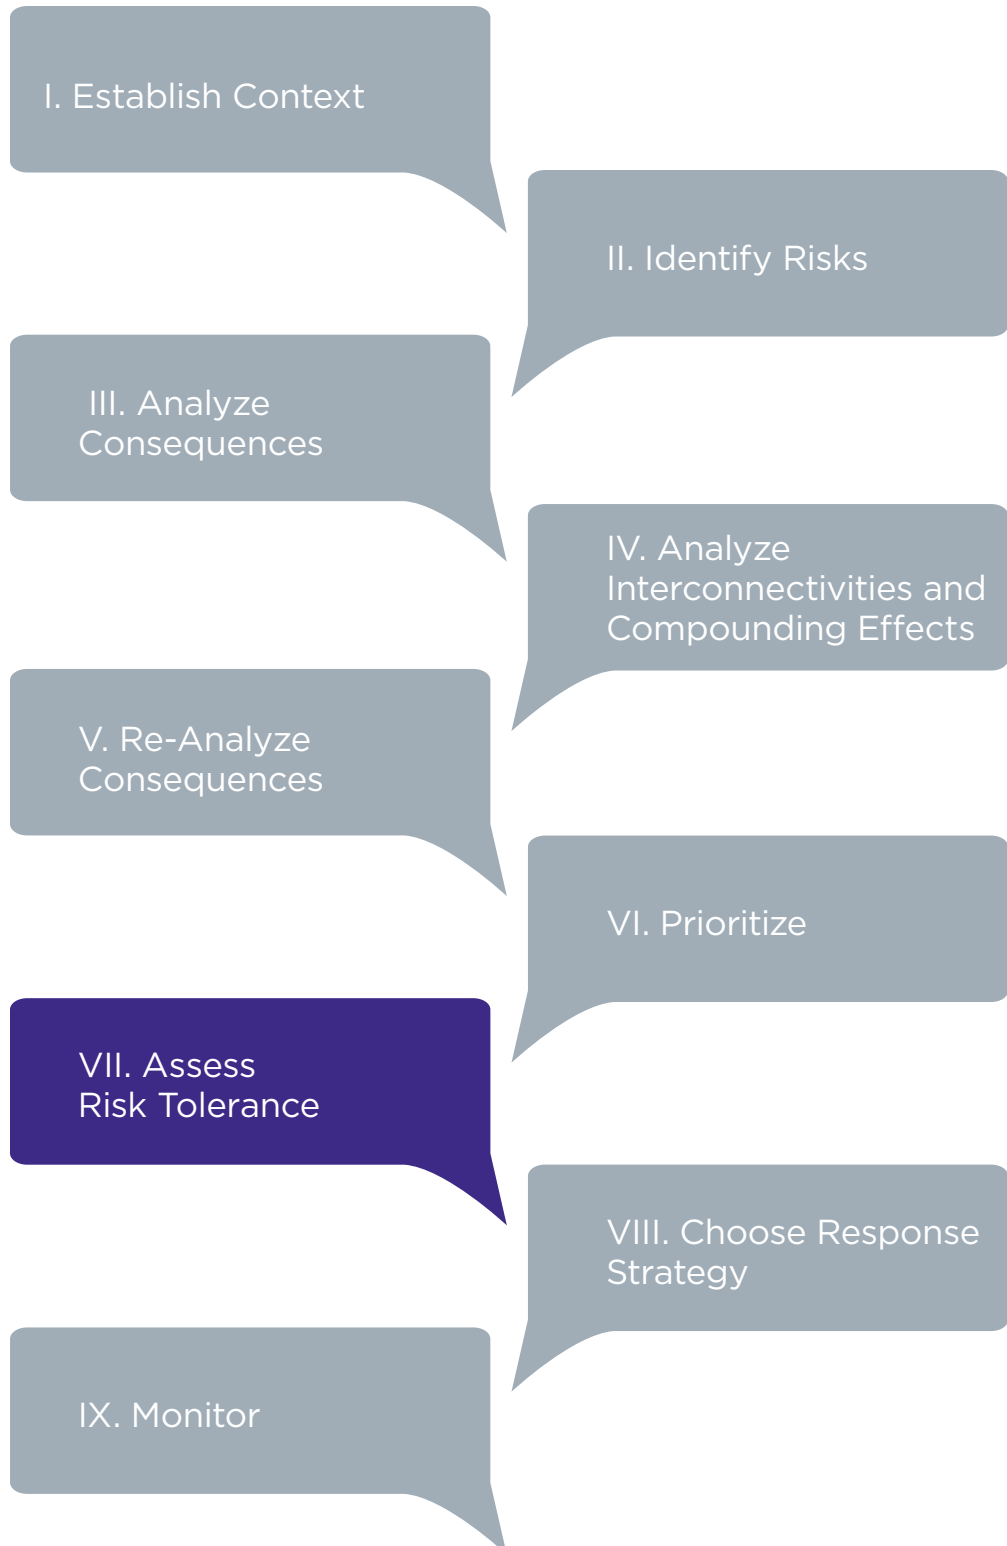 I. Establish Context
II. Identify Risks
III. Analyze
Consequences
IV. Analyze
Interconnectivities and
Compounding Effects
V. Re-Analyze
Consequences
VI. Prioritize
VII. Assess
Risk Tolerance
VIII. Choose Response
Strategy
IX. Monitor